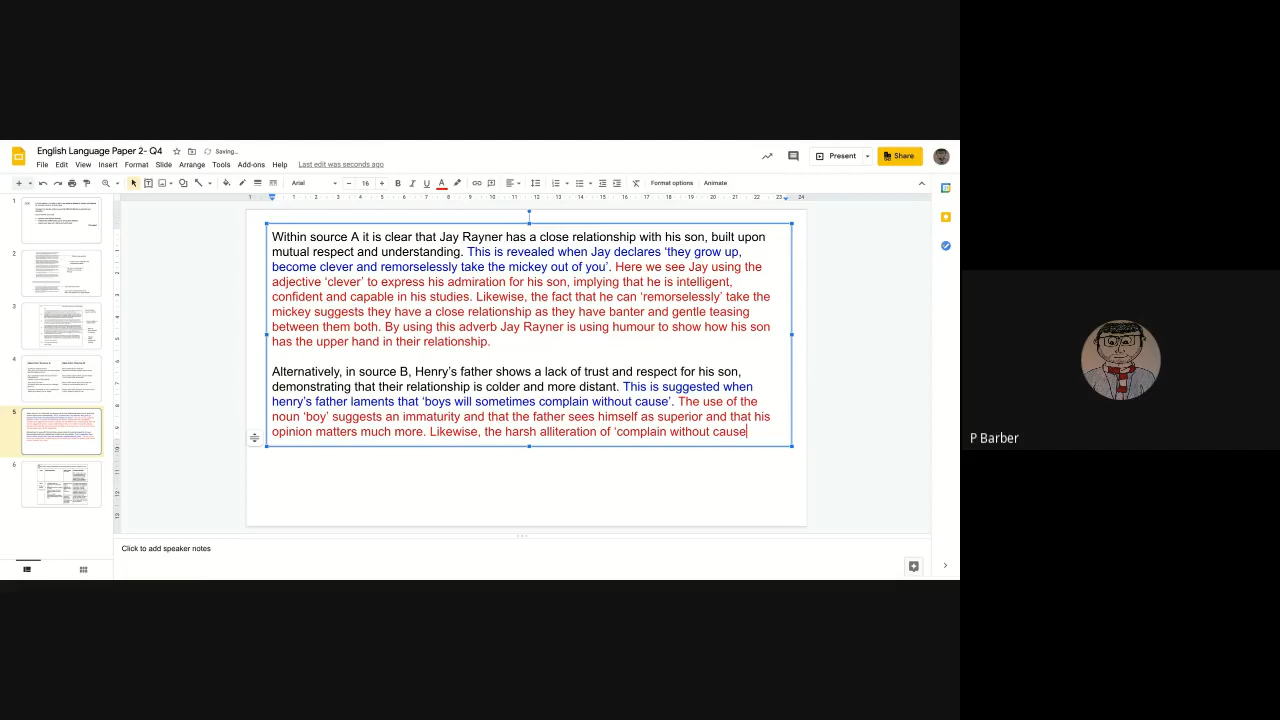 English Language Paper 2- Q4
Saving...
File Edit View Insert Format Slide Arrange Tools Add-ons Help
Last edit was seconds ago
Present
Share
Arial
16
Format options
Animate
Within source A it is clear that Jay Rayner has a close relationship with his son, built upon
mutual respect and understanding. This is revealed when Jay declares ‘they grow up,
become clever and remorselessly take the mickey out of you’. Here we see Jay using the
adjective ‘clever’ to express his admiration for his son, implying that he is intelligent,
confident and capable in his studies. Likewise, the fact that he can ‘remorselessly’ take the
mickey suggests they have a close relationship as they have banter and gentle teasing
between them both. By using this adverb, Jay Rayner is using humour to show how his son
has the upper hand in their relationship.
Alternatively, in source B, Henry’s father shows a lack of trust and respect for his son,
demonstrating that their relationship is colder and more distant. This is suggested wh
henry’s father laments that ‘boys will sometimes complain without cause’. The use of the
noun ‘boys’ suggests immaturity and that the father sees himself as superior and so his
opinion matters much more. Likewise, the harsh alliteration of ‘complain without cause’
1
2
3
4
5
6
Click to add speaker notes
P Barber